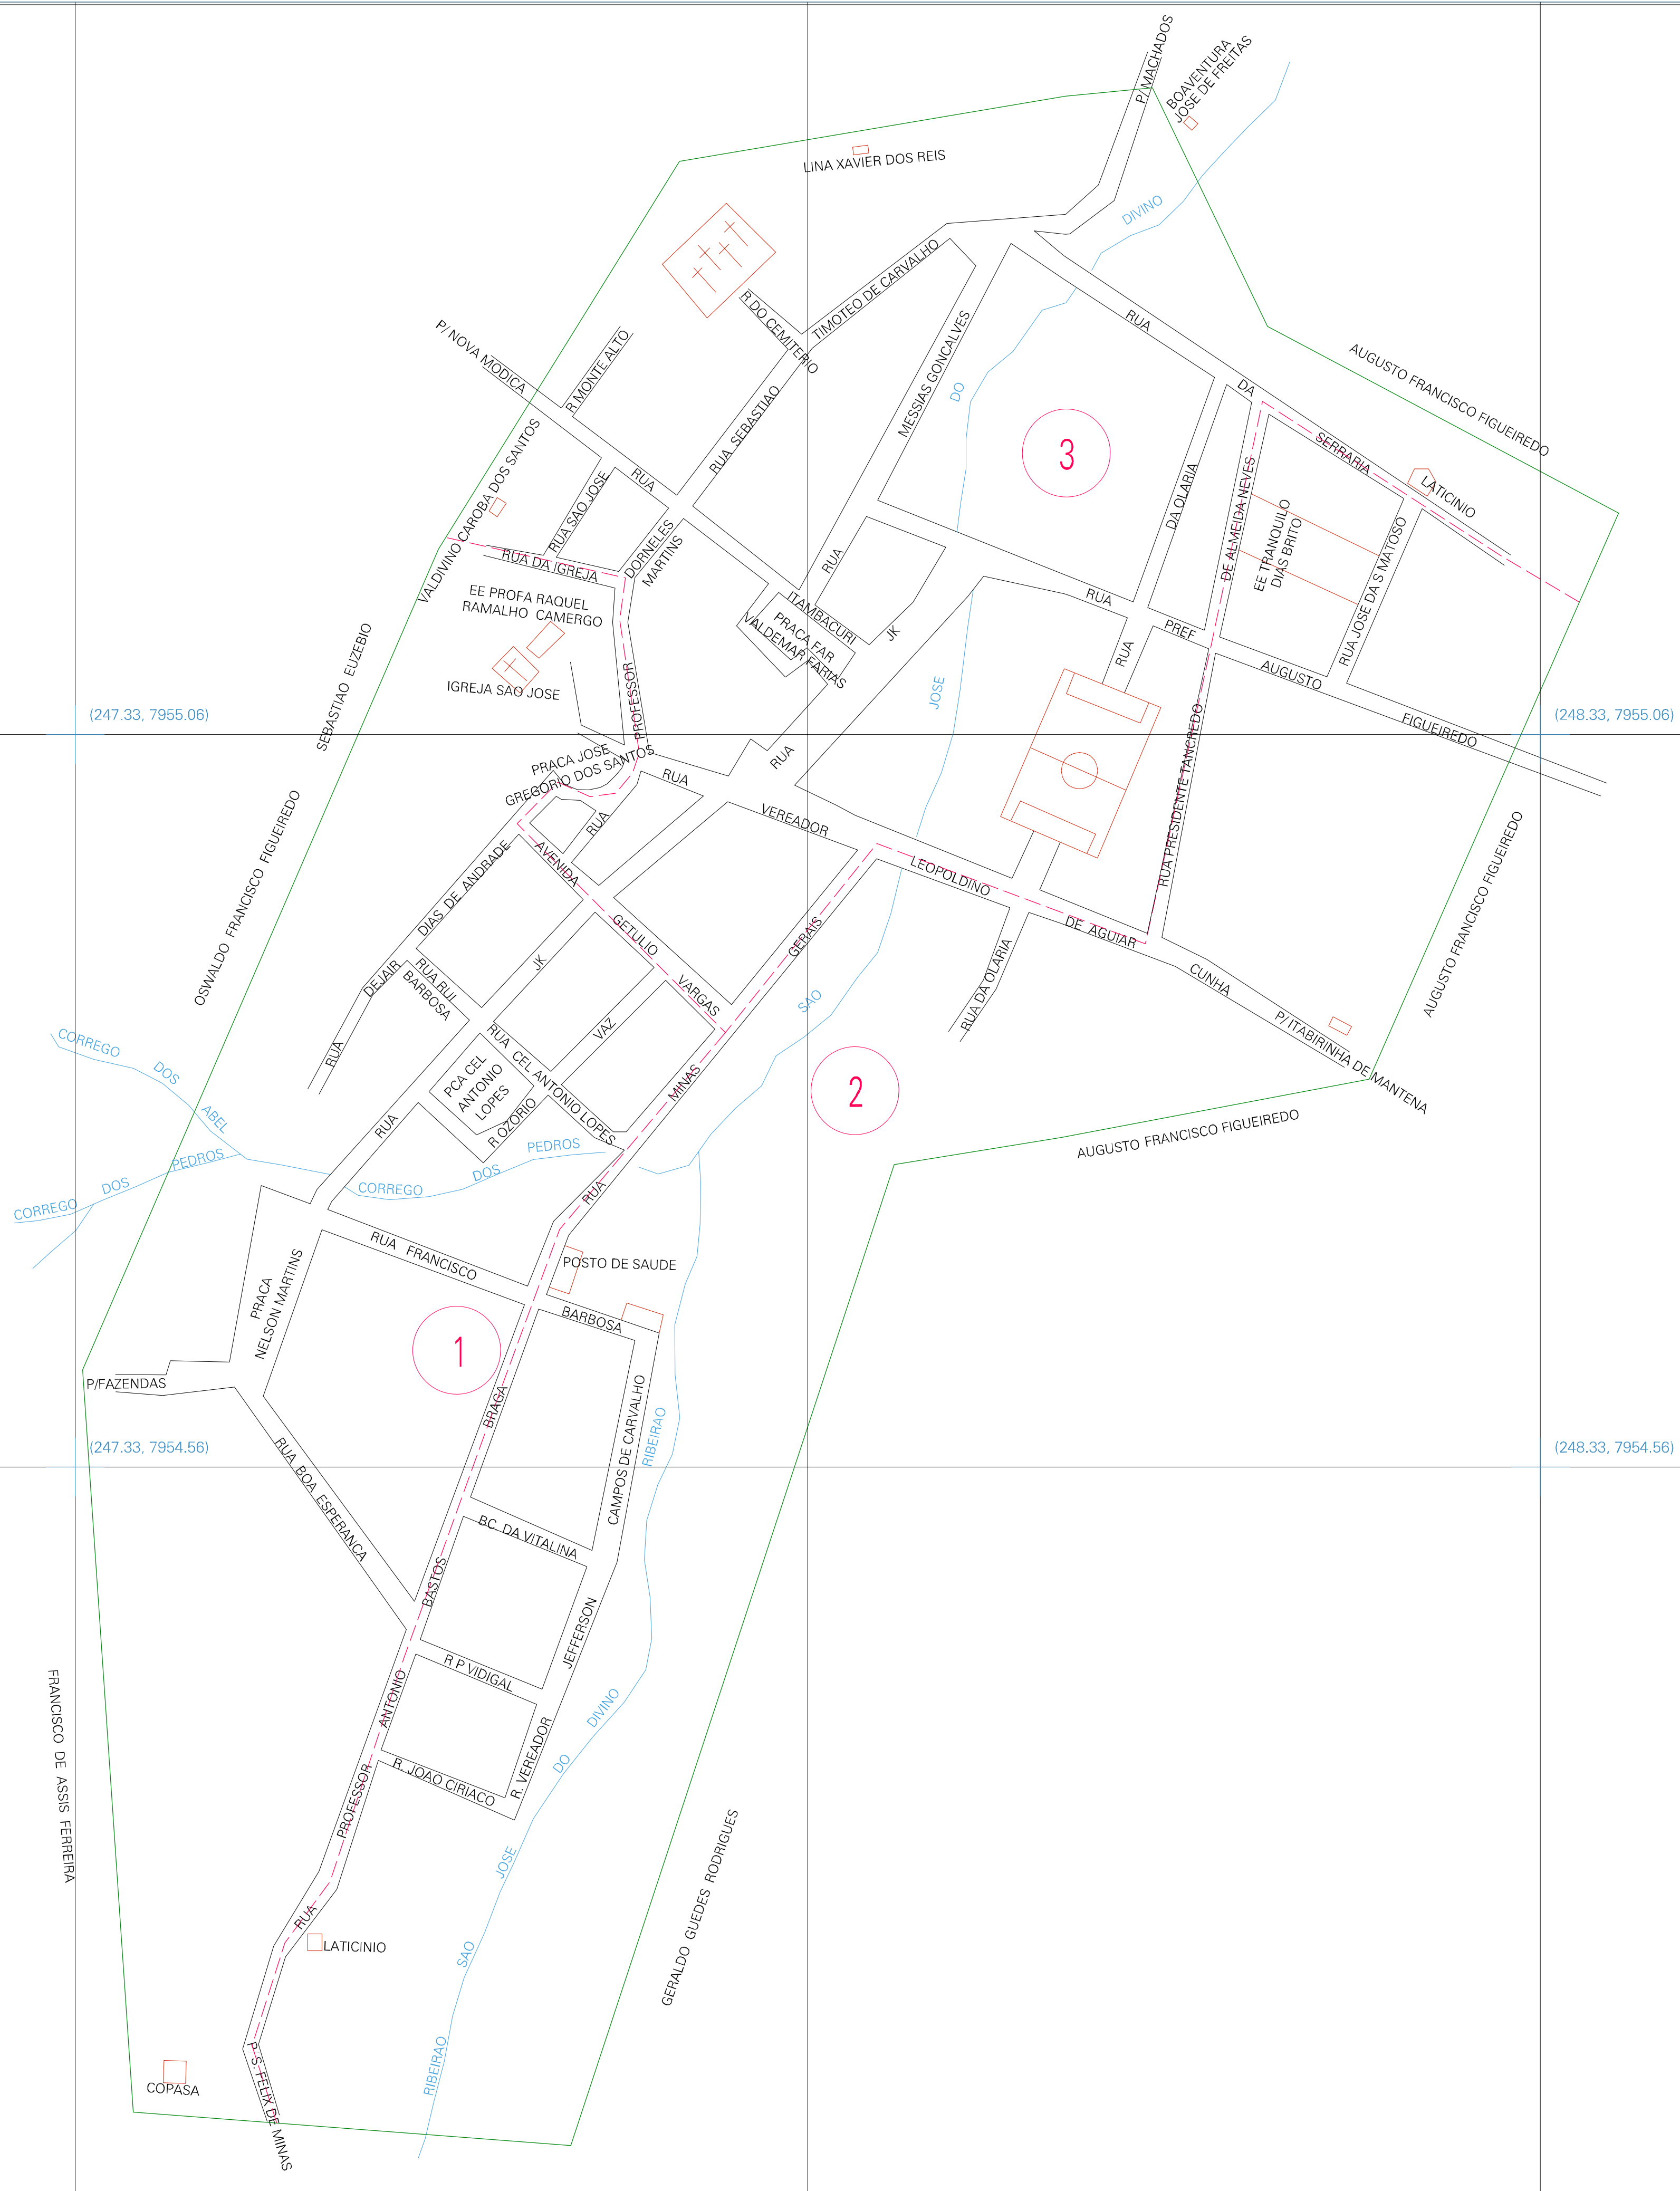 P/ MACHADOS
BOAVENTURA
JOSE DE FREITAS
LINA XAVIER DOS REIS
DIVINO
R DO CEMITERIO
TIMOTEO DE CARVALHO
P/ NOVA MODICA
R MONTE ALTO
RUA
MESSIAS GONCALVES
DO
DA
AUGUSTO FRANCISCO FIGUEIREDO
RUA SEBASTIAO
3
SERRARIA
LATICINIO
VALDIVINO CAROBA DOS SANTOS
RUA SAO JOSE
RUA
DA OLARIA
DE ALMEIDA NEVES
EE TRANQUILO
DIAS BRITO
RUA JOSE DA S MATOSO
RUA DA IGREJA
DORNELES
MARTINS
RUA
EE PROFA RAQUEL
RAMALHO CAMERGO
ITAMBACURI
PRACA FAR
VALDEMAR FARIAS
JK
RUA
PREF
AUGUSTO
FIGUEIREDO
RUA
IGREJA SAO JOSE
PROFESSOR
JOSE
SEBASTIAO EUZEBIO
(247.33, 7955.06)
(248.33, 7955.06)
PRACA JOSE
GREGORIO DOS SANTOS
RUA
RUA
RUA PRESIDENTE TANCREDO
OSWALDO FRANCISCO FIGUEIREDO
RUA
VEREADOR
AVENIDA
LEOPOLDINO
DE AGUIAR
AUGUSTO FRANCISCO FIGUEIREDO
DIAS DE ANDRADE
GETULIO
GERAIS
DEJAIR
RUA RUI
BARBOSA
JK
VARGAS
RUA DA OLARIA
CUNHA
P/ ITABIRINHA DE MANTENA
SAO
CORREGO
DOS
ABEL
RUA
VAZ
RUA CEL ANTONIO LOPES
PCA CEL
ANTONIO
LOPES
R OZORIO
MINAS
2
AUGUSTO FRANCISCO FIGUEIREDO
RUA
CORREGO
DOS
PEDROS
CORREGO
DOS
PEDROS
RUA
RUA FRANCISCO
POSTO DE SAUDE
BARBOSA
PRACA
NELSON MARTINS
1
P/FAZENDAS
BRAGA
CAMPOS DE CARVALHO
RIBEIRAO
(247.33, 7954.56)
(248.33, 7954.56)
RUA BOA ESPERANCA
BC. DA VITALINA
BASTOS
JEFFERSON
R P VIDIGAL
ANTONIO
DIVINO
DO
R. VEREADOR
R. JOAO CIRIACO
PROFESSOR
FRANCISCO DE ASSIS FERREIRA
JOSE
GERALDO GUEDES RODRIGUES
RUA
LATICINIO
SAO
RIBEIRAO
COPASA
P/ S. FELIX DE MINAS